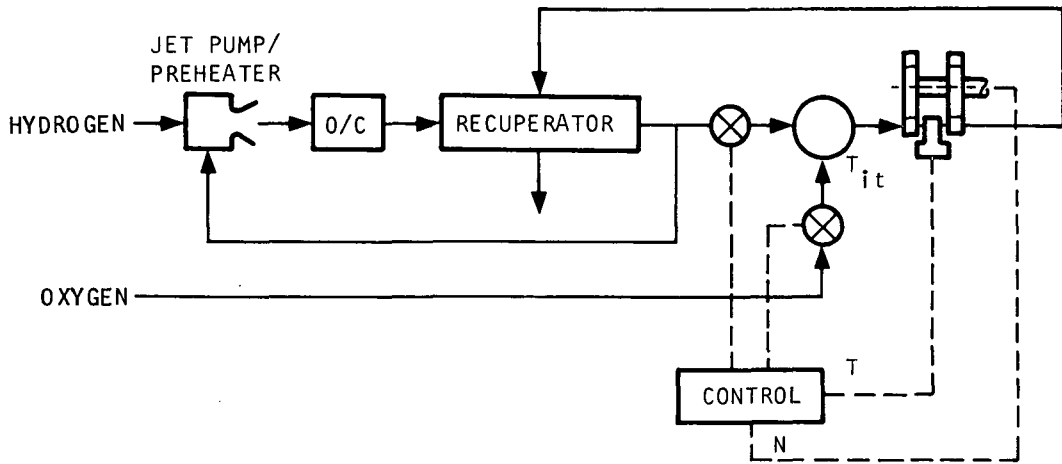 JET PUMP/
PREHEATER
HYDROGEN
O/C
RECUPERATOR
T it
OXYGEN
T
CONTROL
N